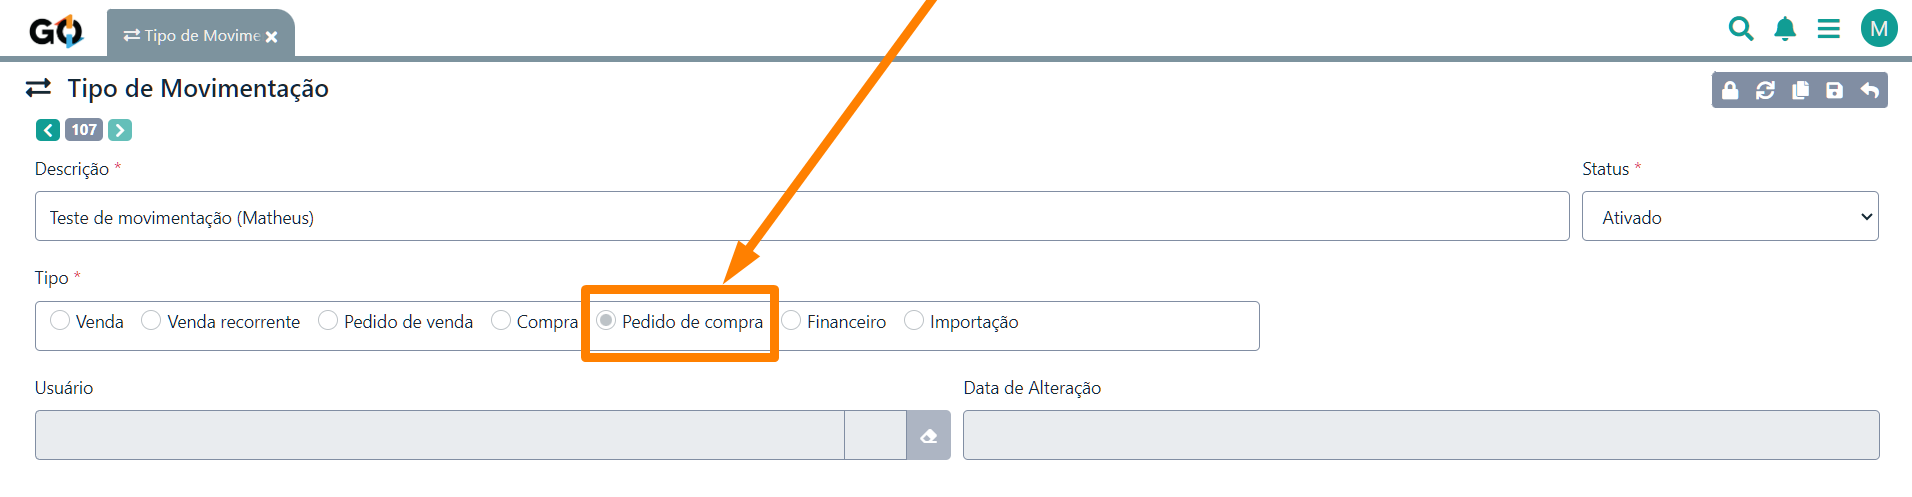 GO
Tipo de Movime
M
Tipo de Movimentação
107
Descrição *
Status *
Teste de movimentação (Matheus)
Ativado
Tipo *
Venda Venda recorrente Pedido de venda Compra Pedido de compra Financeiro Importação
Usuário
Data de Alteração